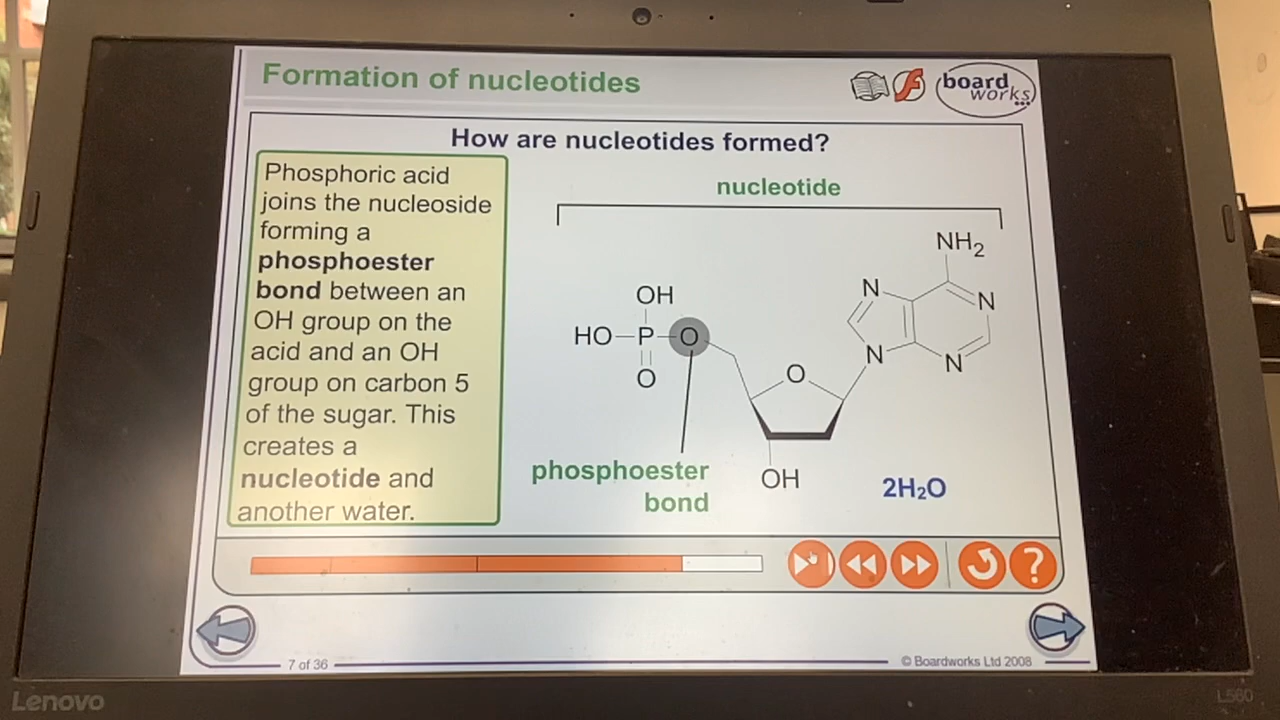 Formation of nucleotides
board
works
How are nucleotides formed?
Phosphoric acid
joins the nucleoside
forming a
phosphoester
bond between an
OH group on the
acid and an OH
group on carbon 5
of the sugar. This
creates a
nucleotide and
another water.
nucleotide
NH₂
N
N
OH
HO P O
N
N
O
O
phosphoester
bond
OH
2H₂O
?
7 of 36
© Boardworks Ltd 2008
Lenovo
L560